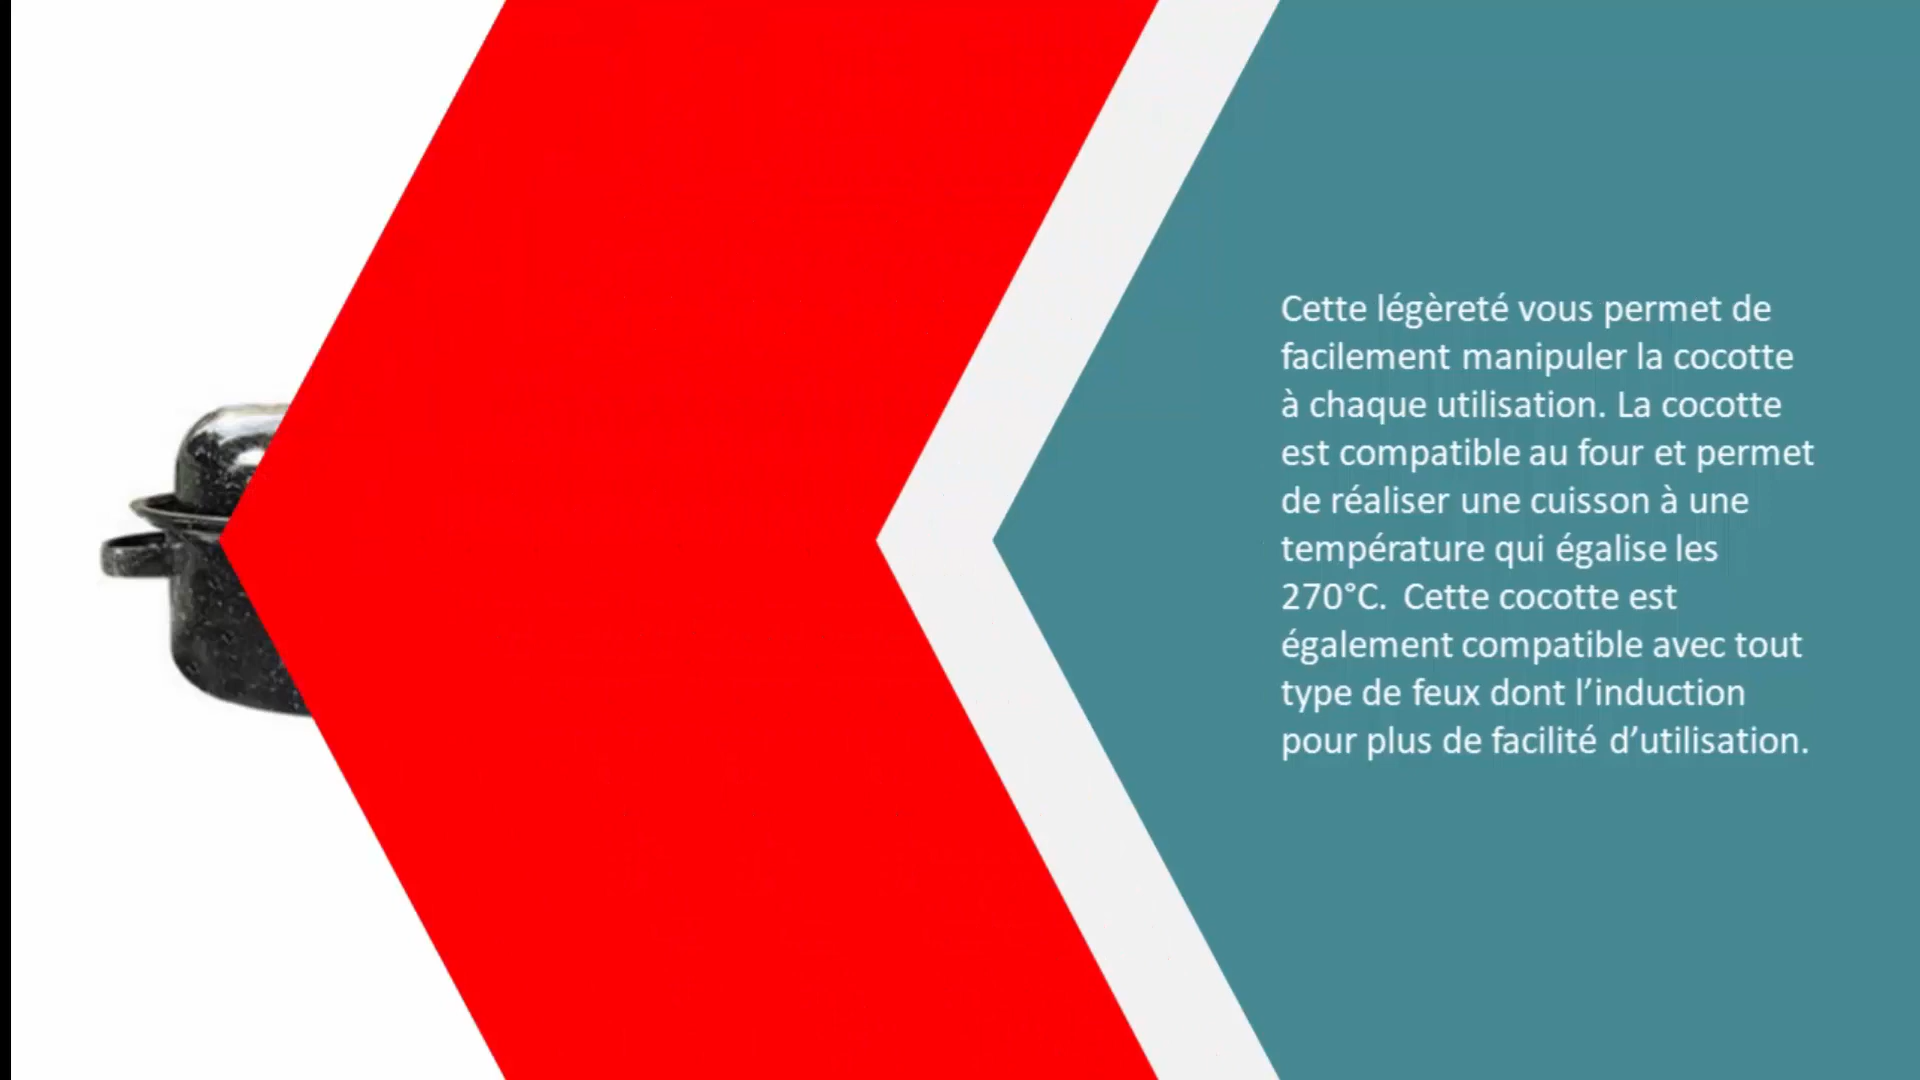 Cette légèreté vous permet de
facilement manipuler la cocotte
à chaque utilisation. La cocotte
est compatible au four et permet
de réaliser une cuisson à une
température qui égalise les
270°C.  Cette cocotte est
également compatible avec tout
type de feux dont l’induction
pour plus de facilité d’utilisation.